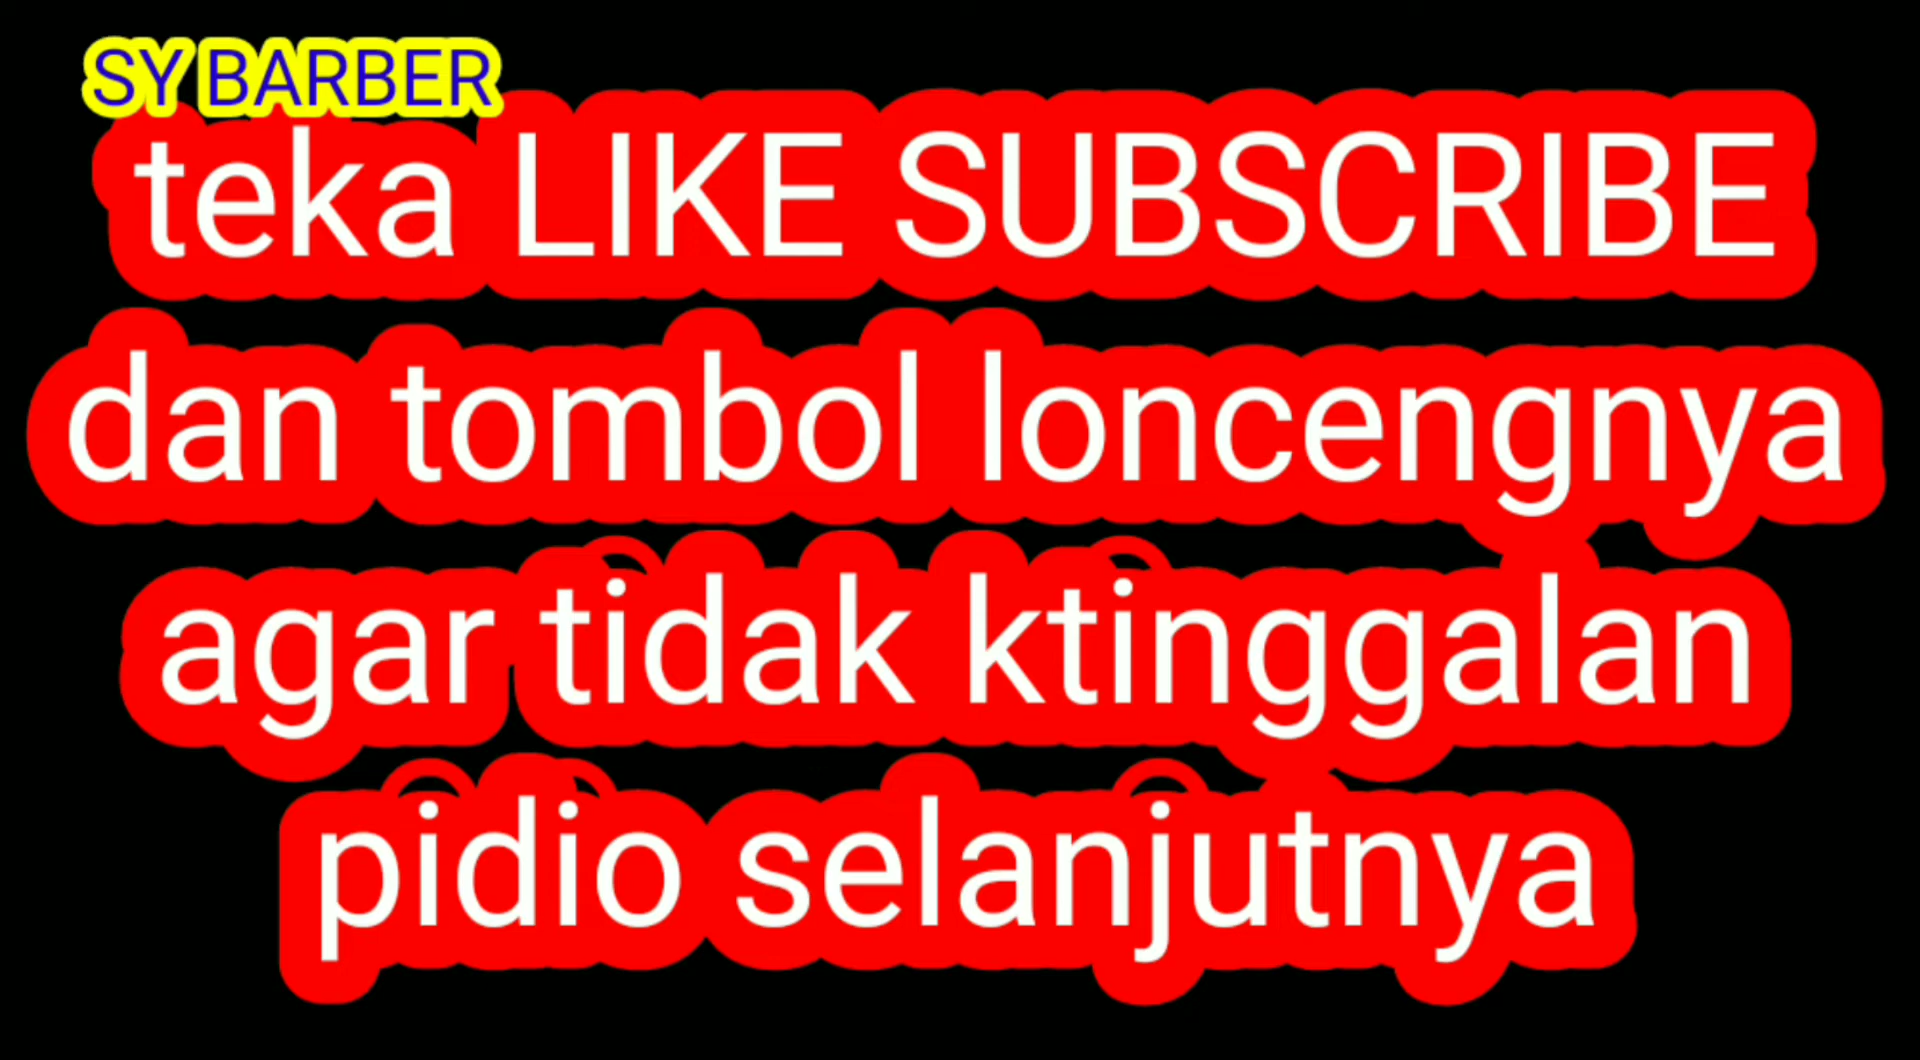 SY BARBER
teka LIKE SUBSCRIBE
dan tombol loncengnya
agar tidak ktinggalan
pidio selanjutnya